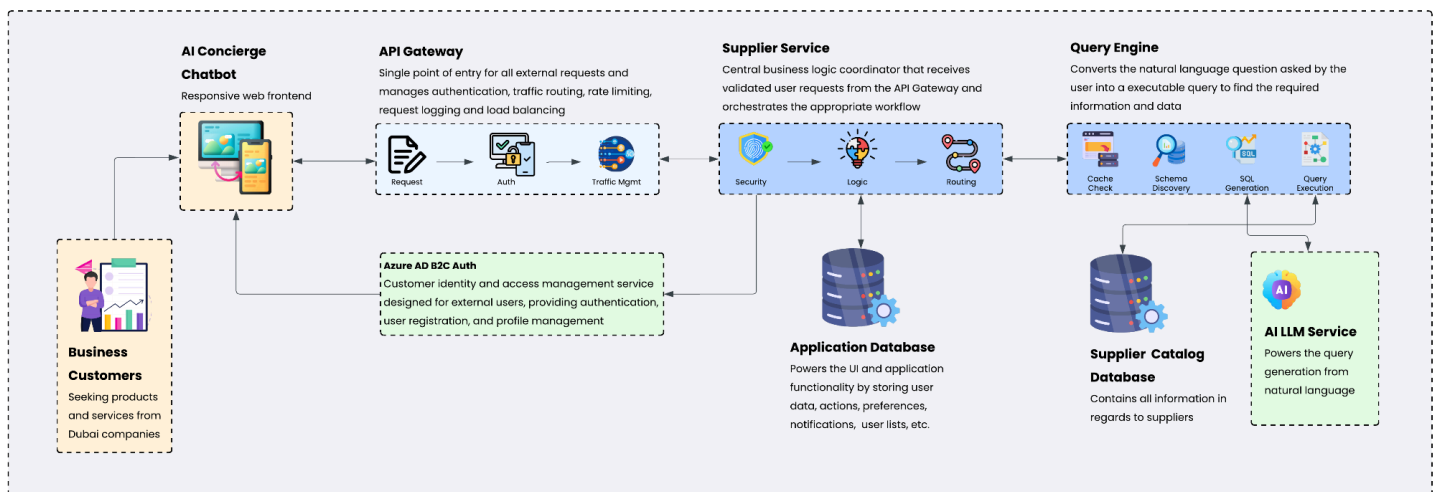 AI Concierge
Chatbot
Responsive web frontend
API Gateway
Single point of entry for all external requests and
manages authentication, traffic routing, rate limiting,
request logging and load balancing
Request
Auth
Traffic Mgmt
Supplier Service
Central business logic coordinator that receives
validated user requests from the API Gateway and
orchestrates the appropriate workflow
Security
Logic
Routing
Query Engine
Converts the natural language question asked by the
user into a executable query to find the required
information and data
Cache
Check
Schema
Discovery
SQL
SQL
Generation
Query
Execution
Business
Customers
Seeking products
and services from
Dubai companies
Azure AD B2C Auth
Customer identity and access management service
designed for external users, providing authentication,
user registration, and profile management
Application Database
Powers the UI and application
functionality by storing user
data, actions, preferences,
notifications, user lists, etc.
Supplier Catalog
Database
Contains all information in
regards to suppliers
AI
AI LLM Service
Powers the query
generation from
natural language